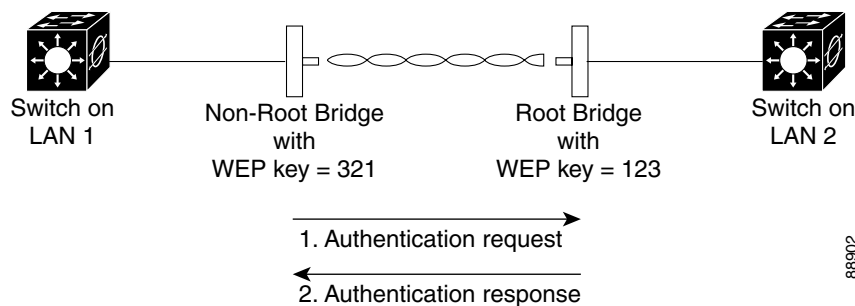 Switch on
LAN 1
Non-Root Bridge
with
WEP key = 321
Root Bridge
with
WEP key = 123
Switch on
LAN 2
1. Authentication request
2. Authentication response
88902